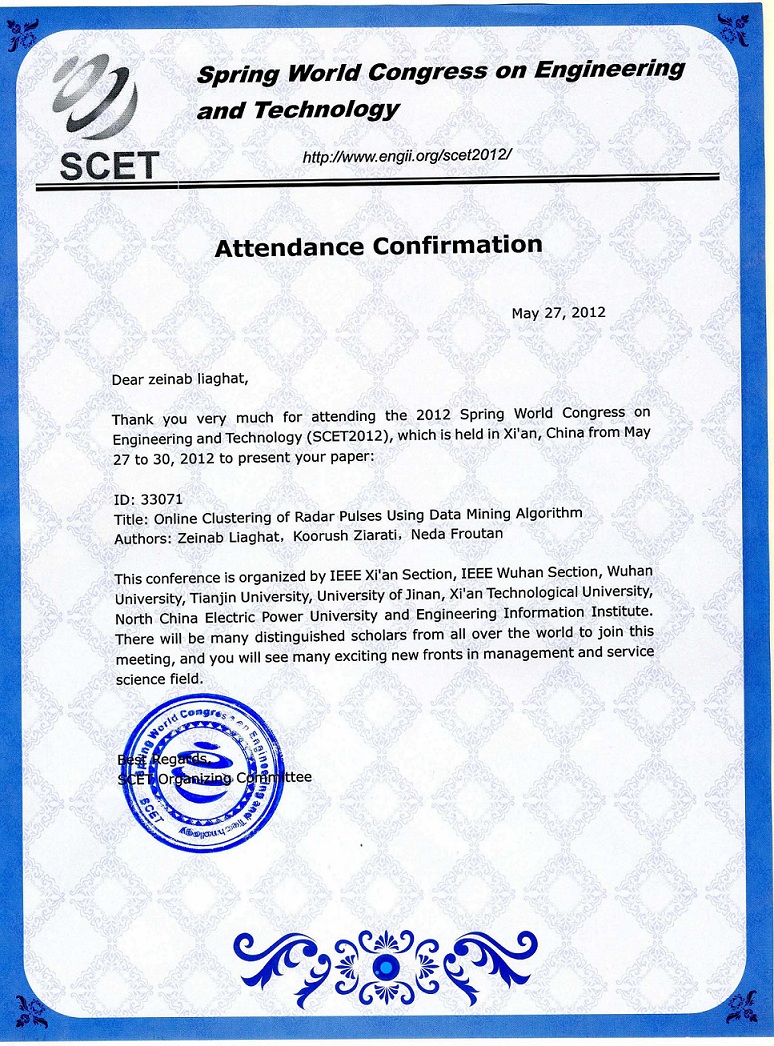 SCET
Spring World Congress on Engineering
and Technology
http://www.engii.org/scet2012/
Attendance Confirmation
May 27, 2012
Dear zeinab liaghat,
Thank you very much for attending the 2012 Spring World Congress on
Engineering and Technology (SCET2012), which is held in Xi'an, China from May
27 to 30, 2012 to present your paper:
ID: 33071
Title: Online Clustering of Radar Pulses Using Data Mining Algorithm
Authors: Zeinab Liaghat, Koorush Ziarati, Neda Froutan
This conference is organized by IEEE Xi'an Section, IEEE Wuhan Section, Wuhan
University, Tianjin University, University of Jinan, Xi'an Technological University,
North China Electric Power University and Engineering Information Institute.
There will be many distinguished scholars from all over the world to join this
meeting, and you will see many exciting new fronts in management and service
science field.
Best Regards,
SCET Organizing Committee
Spring World Congress on Engineering and Technology
SCET